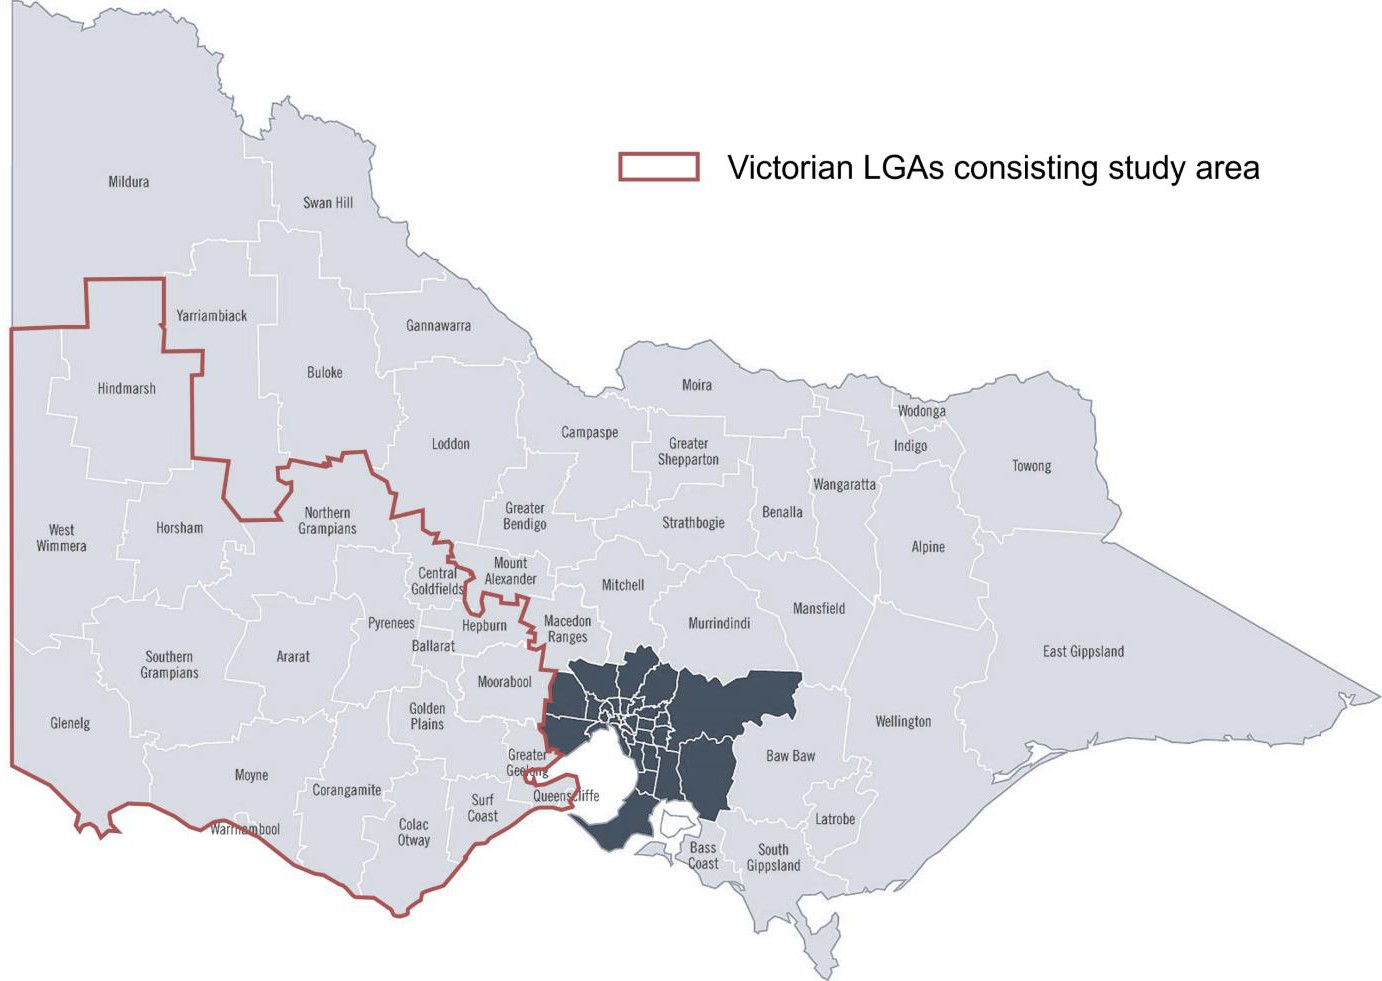 Victorian LGAs consisting study area
Mildura
Swan Hill
Yarriambiack
Gannawarra
Hindmarsh
Buloke
Moira
Wodonga
Loddon
Campaspe
Greater
Shepparton
Indigo
Towong
Wangaratta
West
Wimmera
Horsham
Northern
Grampians
Greater
Bendigo
Strathbogie
Benalla
Alpine
Central
Goldfields
Mount
Alexander
Mitchell
Mansfield
Pyrenees
Hepburn
Macedon
Ranges
Murrindindi
Southern
Grampians
Ararat
Ballarat
East Gippsland
Moorabool
Glenelg
Golden
Plains
Wellington
Greater
Geelong
Baw Baw
Moyne
Corangamite
Queenscliffe
Surf
Coast
Latrobe
Warrnambool
Colac
Otway
Bass
Coast
South
Gippsland